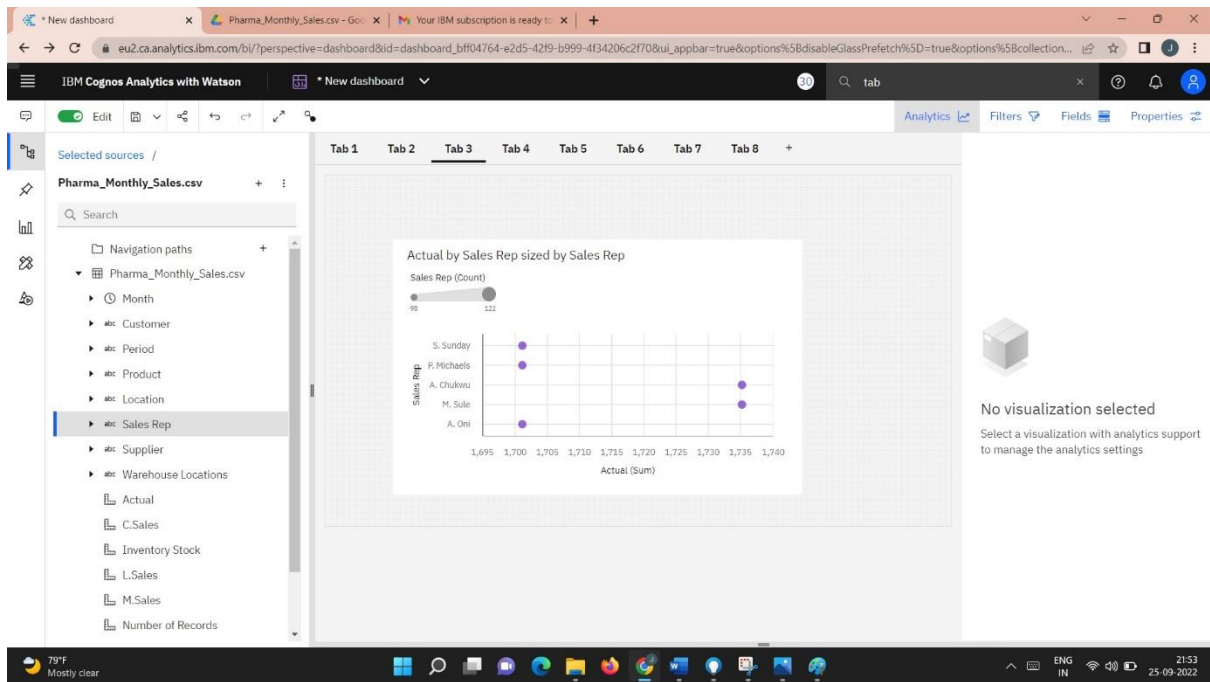 * New dashboard
Pharma_Monthly_Sales.csv - Goo
Your IBM subscription is ready to
eu2.ca.analytics.ibm.com/bi/?perspective=dashboard&id=dashboard_bff04764-e2d5-42f9-b999-4f34206c2f70&ui_appbar=true&options%5BdisableGlassPrefetch%5D=true&options%5Bcollection...
J
IBM Cognos Analytics with Watson
* New dashboard
30
tab
Edit
Analytics
Filters
Fields
Properties
Selected sources /
Tab 1 Tab 2 Tab 3 Tab 4 Tab 5 Tab 6 Tab 7 Tab 8 +
Pharma_Monthly_Sales.csv
Search
Navigation paths
Pharma_Monthly_Sales.csv
Month
abc Customer
abc Period
abc Product
abc Location
abc Sales Rep
abc Supplier
abc Warehouse Locations
Actual
C.Sales
Inventory Stock
L.Sales
M.Sales
Number of Records
Actual by Sales Rep sized by Sales Rep
Sales Rep (Count)
98 122
Sales Rep
S. Sunday
P. Michaels
A. Chukwu
M. Sule
A. Oni
1,695 1,700 1,705 1,710 1,715 1,720 1,725 1,730 1,735 1,740
Actual (Sum)
No visualization selected
Select a visualization with analytics support
to manage the analytics settings
79°F
Mostly clear
ENG
IN
21:53
25-09-2022